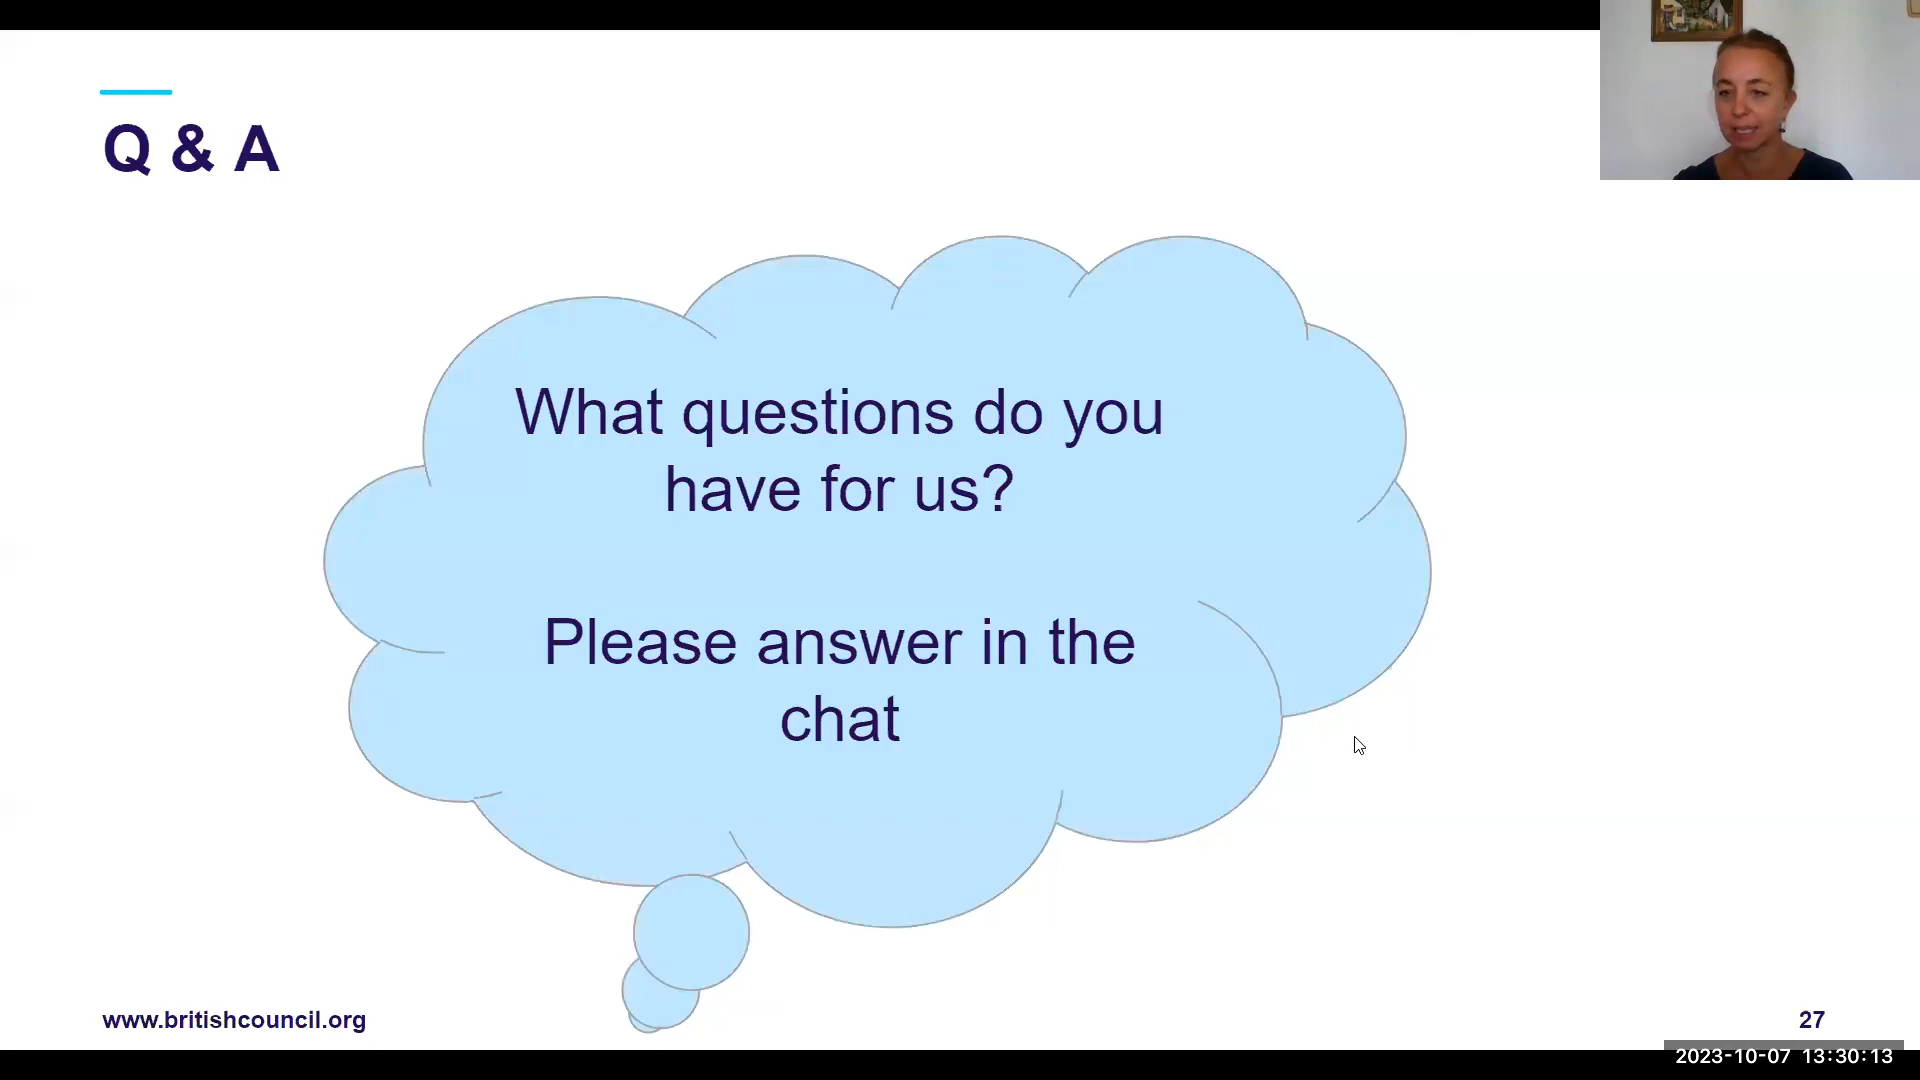 Q & A
What questions do you
have for us?
Please answer in the
chat
www.britishcouncil.org
27
2023-10-07 13:30:13